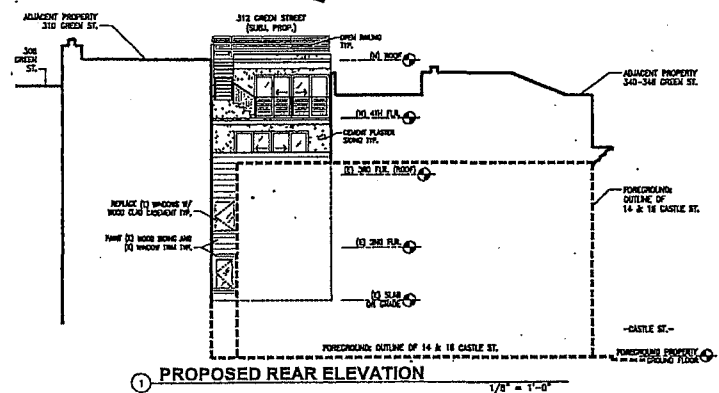 ADJACENT PROPERTY
310 GREEN ST.
312 GREEN STREET
(SUBJ. PROP.)
OPEN RAILING
TYP.
308
GREEN
ST.
(N) ROOF
ADJACENT PROPERTY
340-348 GREEN ST.
(N) 4TH FLR.
CEMENT PLASTER
SIDING TYP.
(E) 3RD FLR. (ROOF)
REPLACE (E) WINDOWS W/
WOOD CLAD CASEMENT TYP.
FOREGROUND:
OUTLINE OF
14 & 16 CASTLE ST.
PAINT (E) WOOD SIDING AND
(E) WINDOW TRIM TYP.
(E) 2ND FLR.
(E) SLAB
ON GRADE
-CASTLE ST.-
FOREGROUND: OUTLINE OF 14 & 16 CASTLE ST.
FOREGROUND PROPERTY
GROUND FLOOR
1 PROPOSED REAR ELEVATION
1/8" = 1'-0"